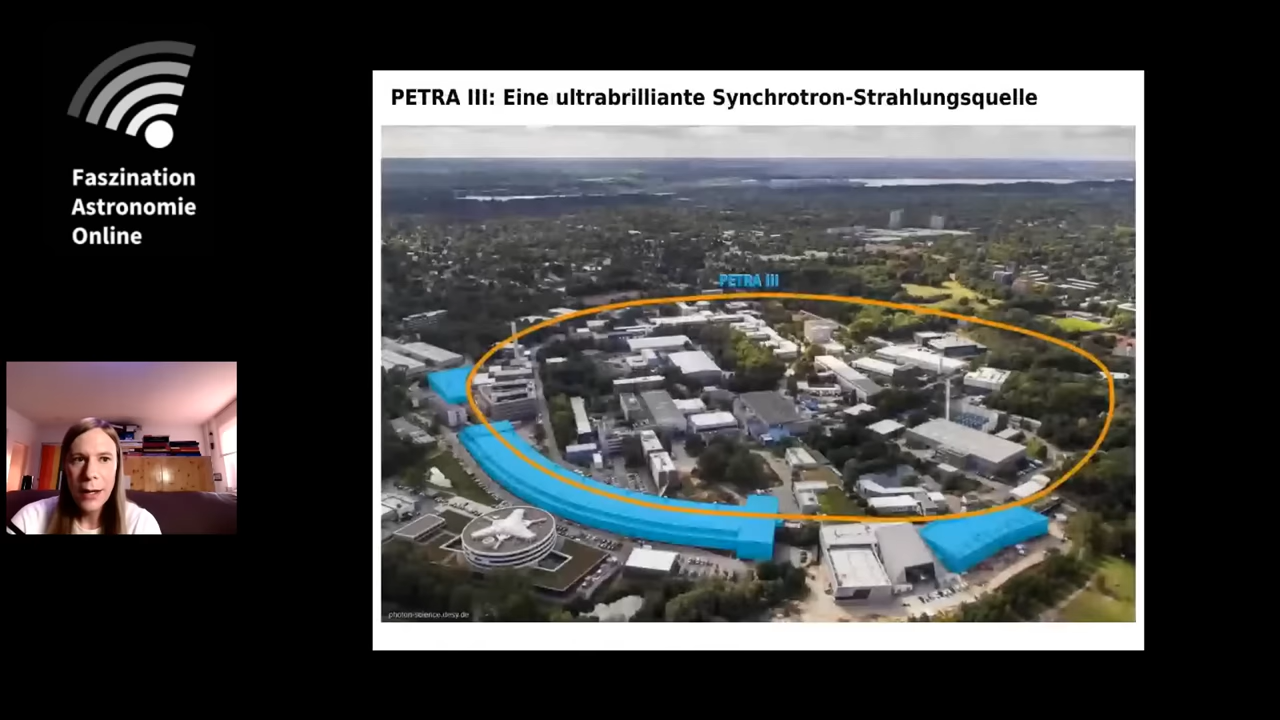 Faszination
Astronomie
Online
PETRA III: Eine ultrabrilliante Synchrotron-Strahlungsquelle
PETRA III
photon-science.desy.de